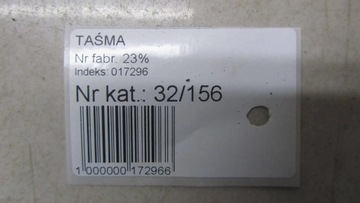 TAŚMA
Nr fabr. 23%
Indeks: 017296
Nr kat.: 32/156
1 000000 172966